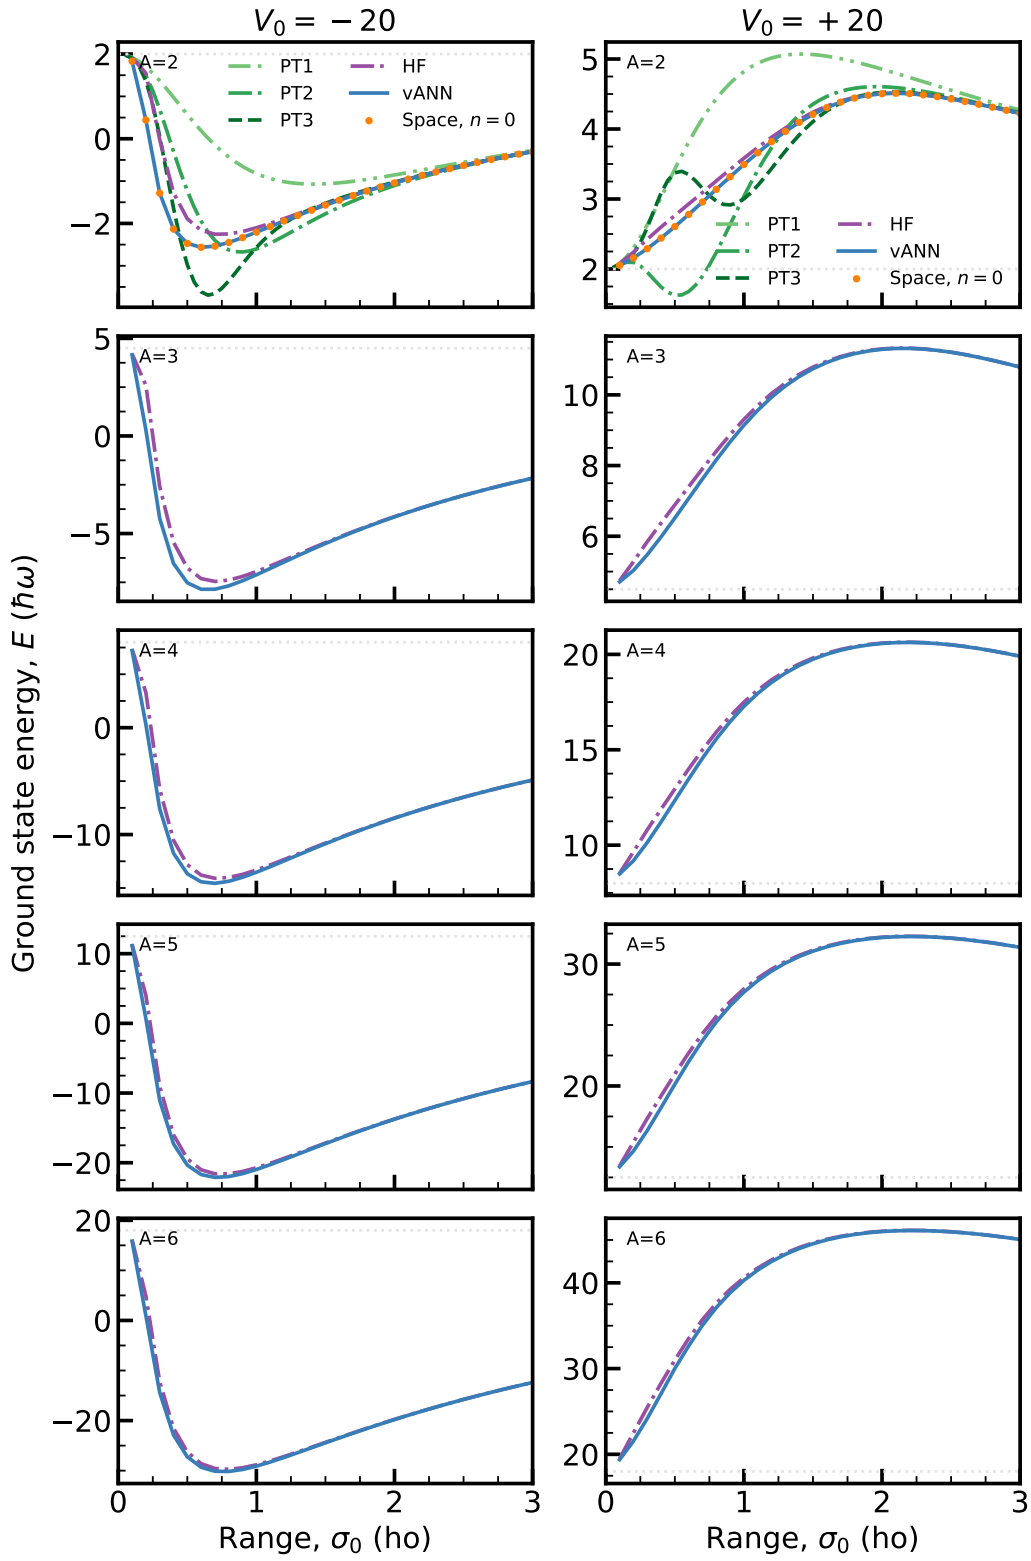 V₀ = −20
V₀ = +20
Ground state energy, E (ħω)
2
0
−2
A=2
PT1
PT2
PT3
HF
vANN
Space, n = 0
5
4
3
2
A=2
PT1
PT2
PT3
HF
vANN
Space, n = 0
5
0
−5
A=3
10
8
6
A=3
0
−10
A=4
20
15
10
A=4
10
0
−10
−20
A=5
30
20
A=5
20
0
−20
A=6
40
30
20
A=6
0 1 2 3
0 1 2 3
Range, σ₀ (ho)
Range, σ₀ (ho)